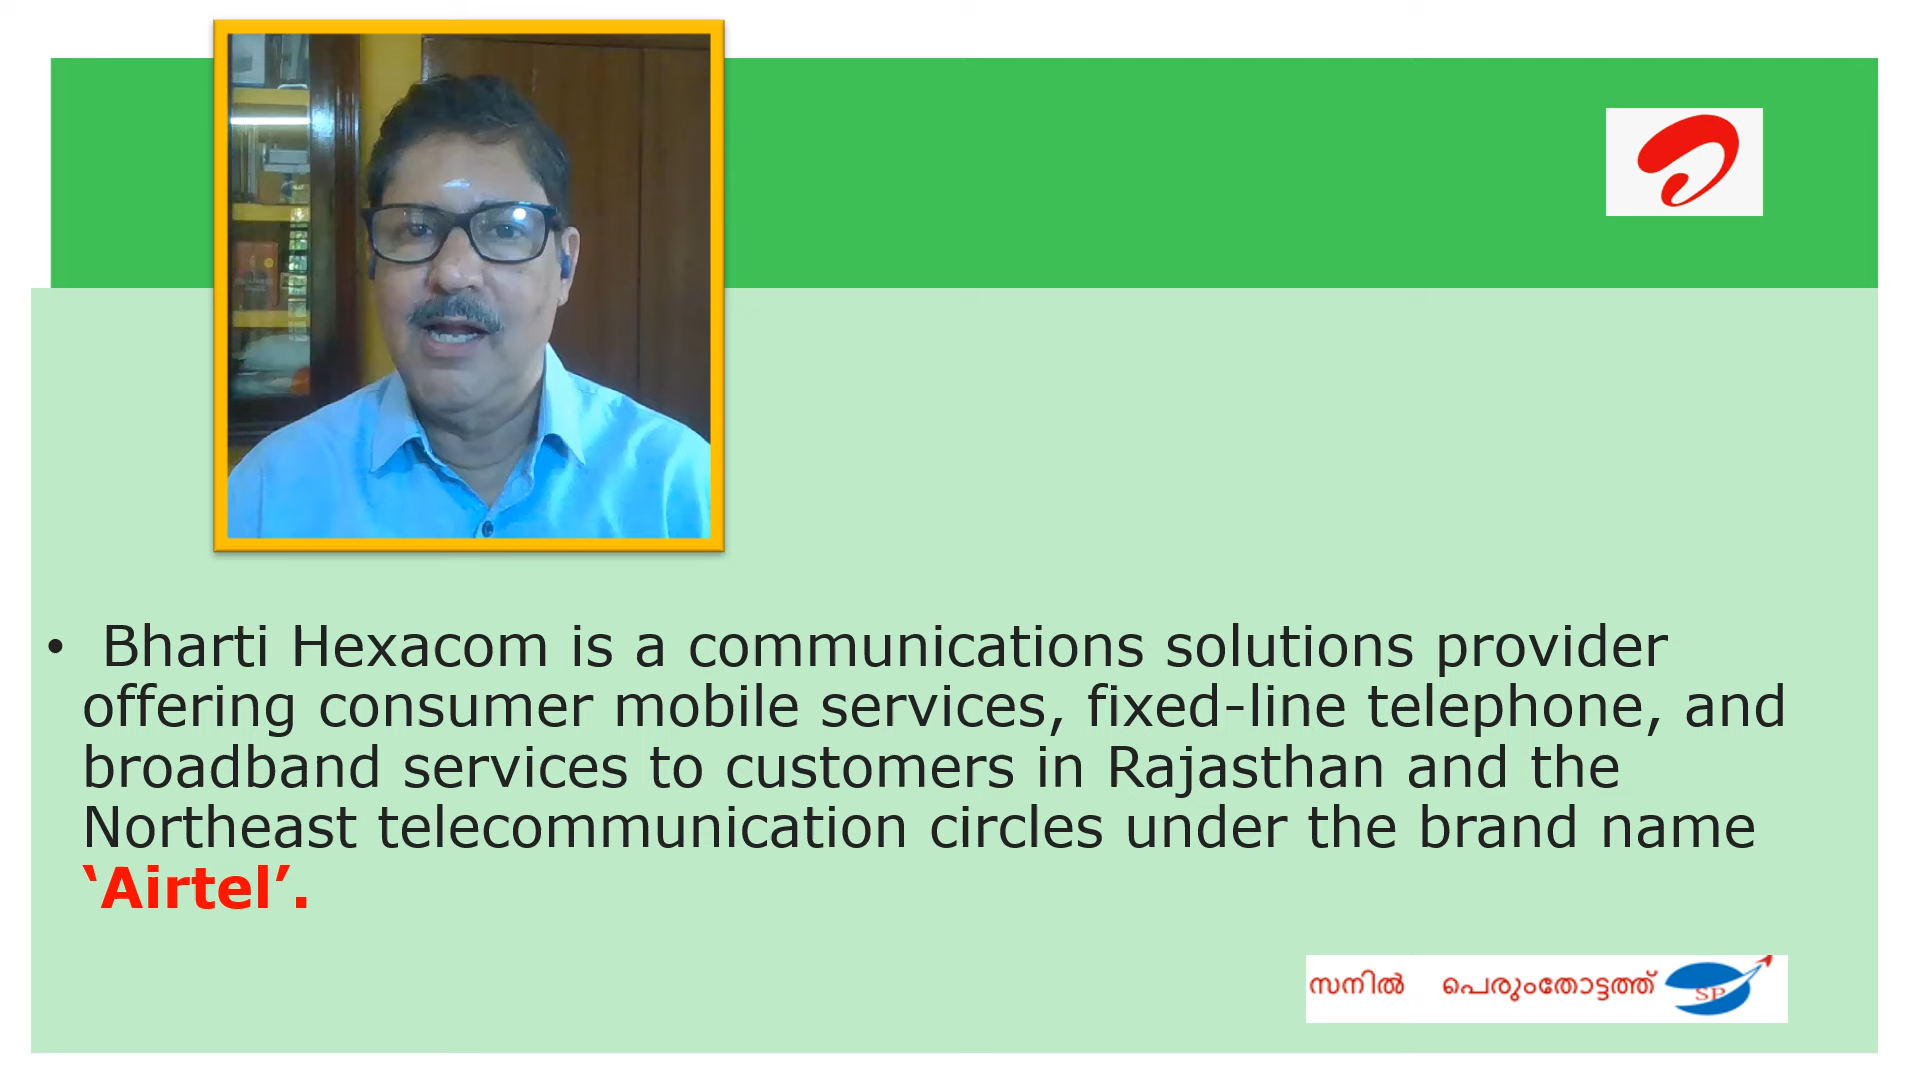 • Bharti Hexacom is a communications solutions provider
offering consumer mobile services, fixed-line telephone, and
broadband services to customers in Rajasthan and the
Northeast telecommunication circles under the brand name
‘Airtel’.
സനിൽ പെരുംതോട്ടത്ത് SP